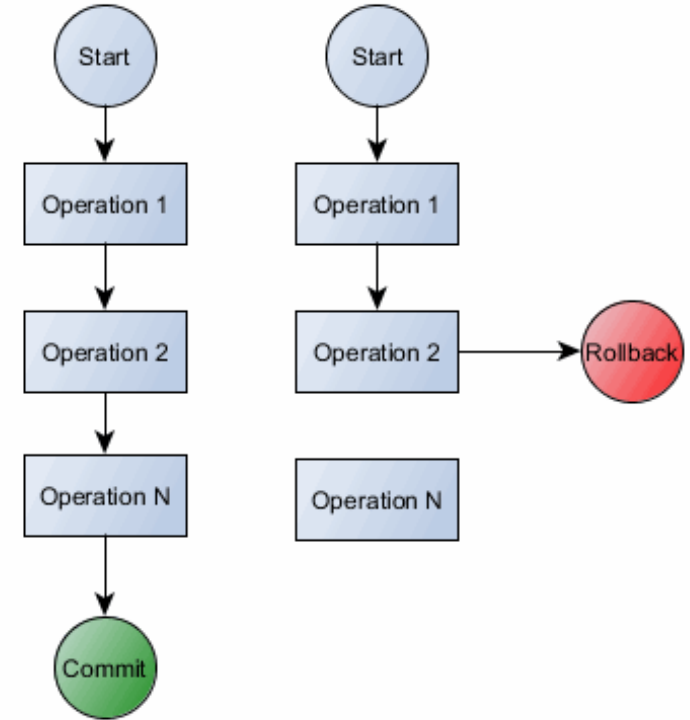 Start
Operation 1
Operation 2
Operation N
Commit
Start
Operation 1
Operation 2
Rollback
Operation N